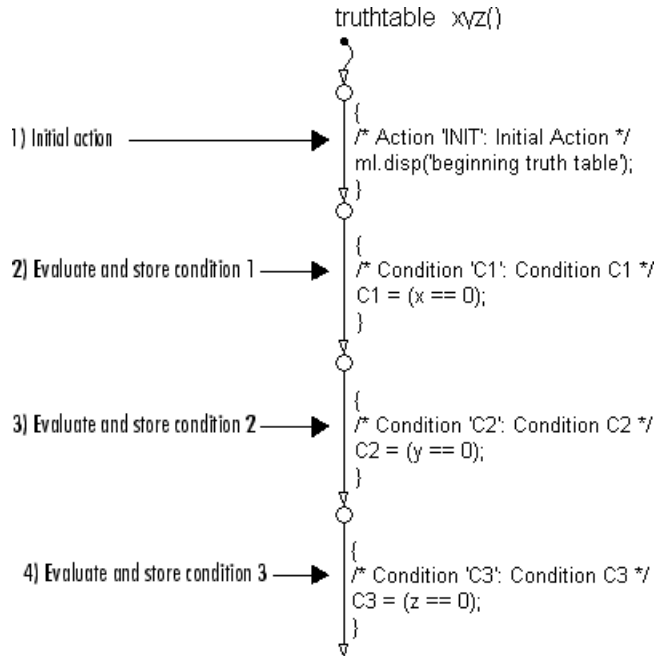 truthtable xyz()
1) Initial action
{
/* Action 'INIT': Initial Action */
ml.disp('beginning truth table');
}
2) Evaluate and store condition 1
{
/* Condition 'C1': Condition C1 */
C1 = (x == 0);
}
3) Evaluate and store condition 2
{
/* Condition 'C2': Condition C2 */
C2 = (y == 0);
}
4) Evaluate and store condition 3
{
/* Condition 'C3': Condition C3 */
C3 = (z == 0);
}